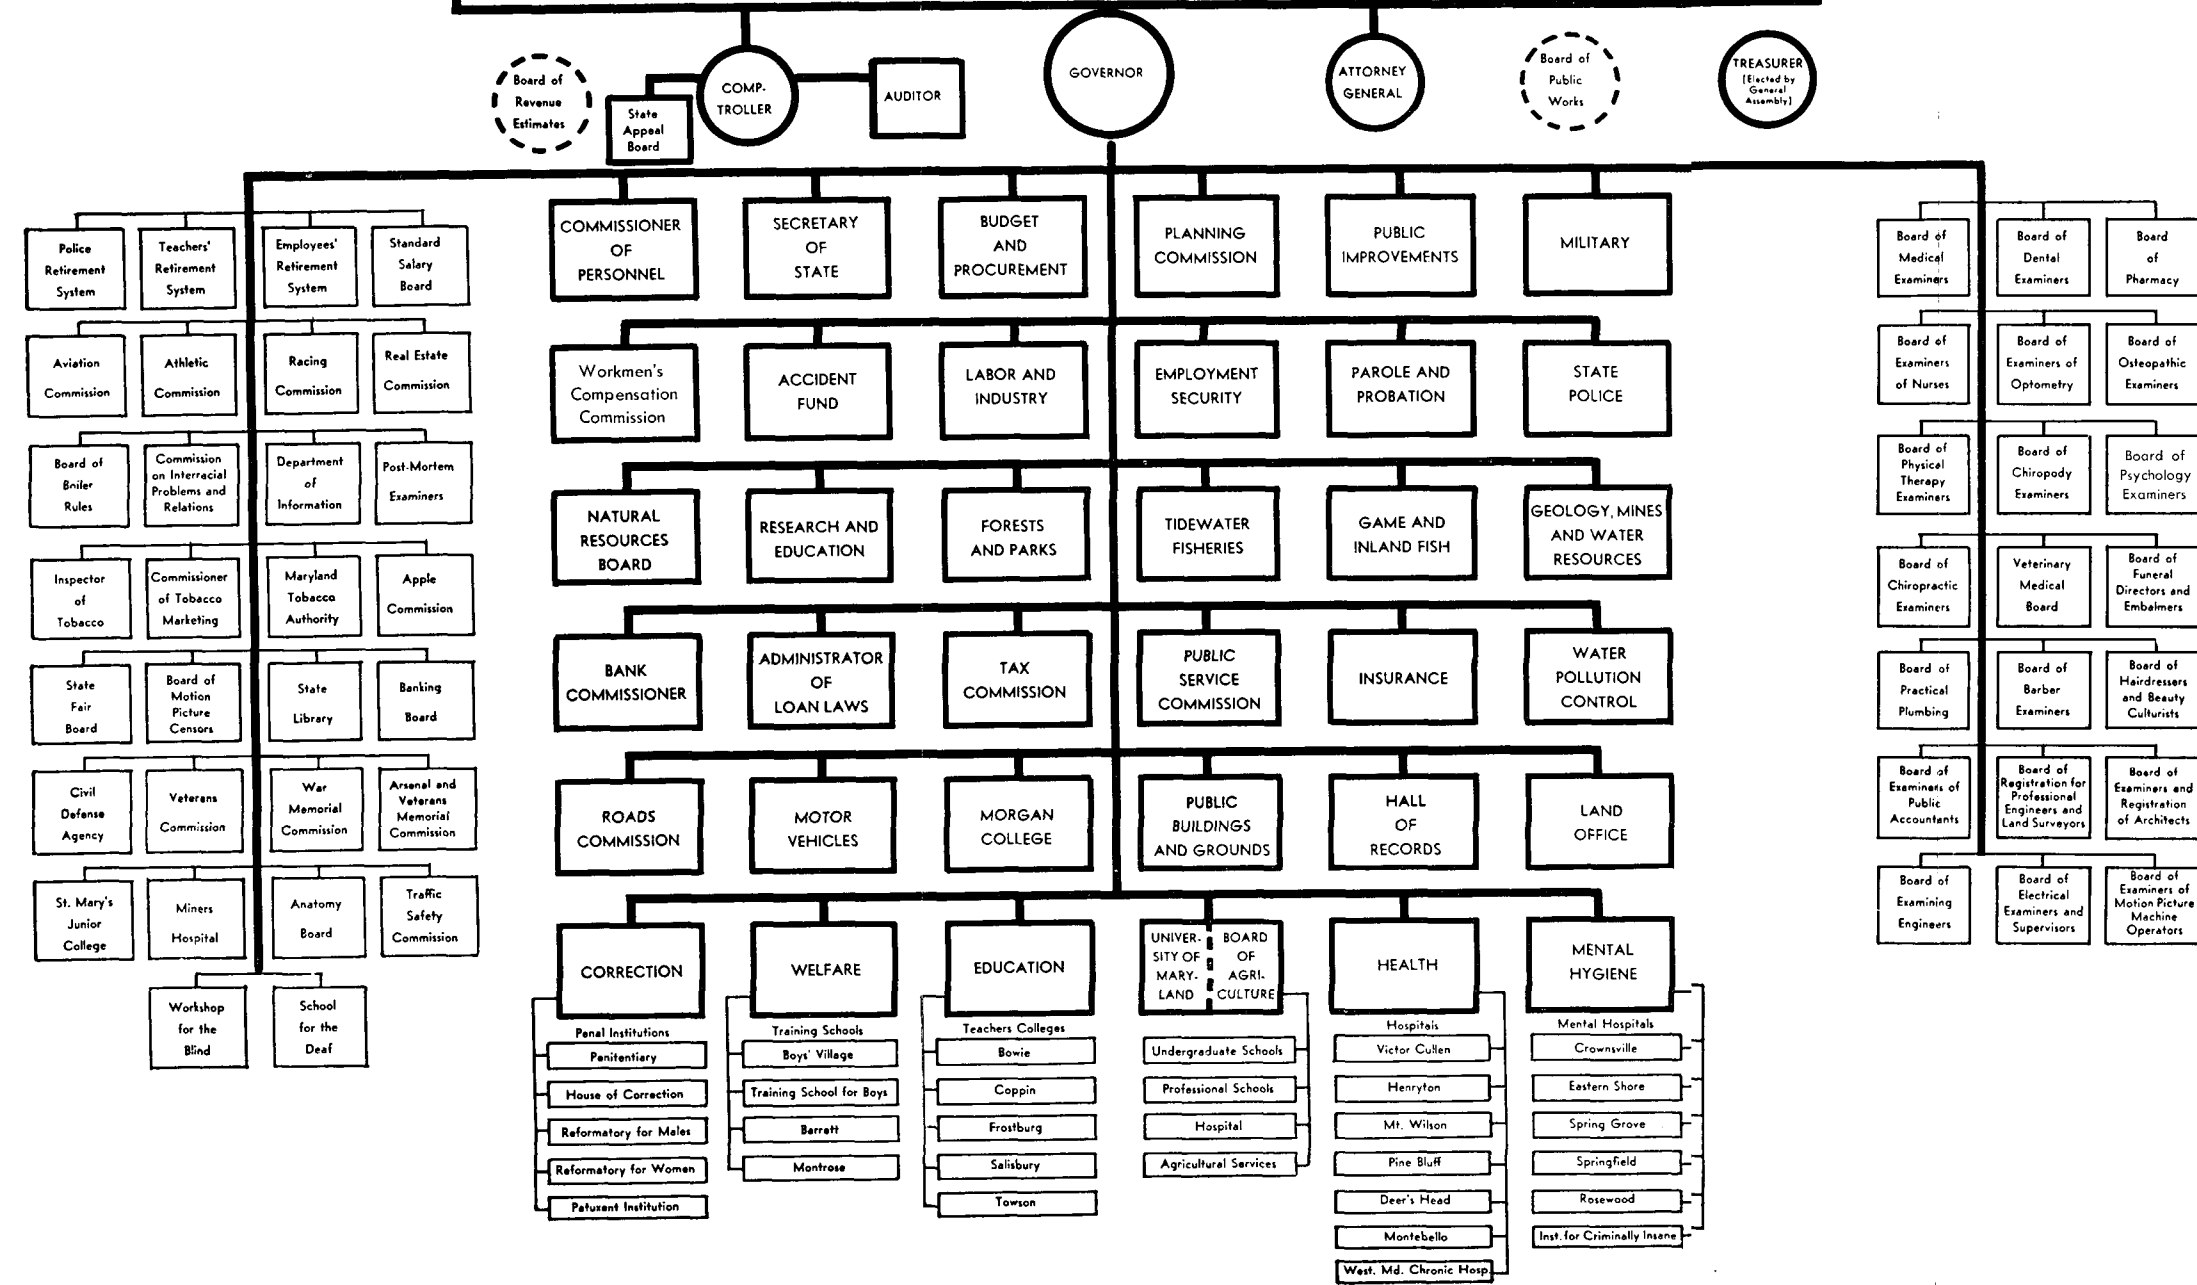 Board of
Revenue
Estimates
State
Appeal
Board
COMP-
TROLLER
AUDITOR
GOVERNOR
ATTORNEY
GENERAL
Board of
Public
Works
TREASURER
(Elected by
General
Assembly)
COMMISSIONER
OF
PERSONNEL
SECRETARY
OF
STATE
BUDGET
AND
PROCUREMENT
PLANNING
COMMISSION
PUBLIC
IMPROVEMENTS
MILITARY
Workmen's
Compensation
Commission
ACCIDENT
FUND
LABOR AND
INDUSTRY
EMPLOYMENT
SECURITY
PAROLE AND
PROBATION
STATE
POLICE
NATURAL
RESOURCES
BOARD
RESEARCH AND
EDUCATION
FORESTS
AND PARKS
TIDEWATER
FISHERIES
GAME AND
INLAND FISH
GEOLOGY, MINES
AND WATER
RESOURCES
BANK
COMMISSIONER
ADMINISTRATOR
OF
LOAN LAWS
TAX
COMMISSION
PUBLIC
SERVICE
COMMISSION
INSURANCE
WATER
POLLUTION
CONTROL
ROADS
COMMISSION
MOTOR
VEHICLES
MORGAN
COLLEGE
PUBLIC
BUILDINGS
AND GROUNDS
HALL
OF
RECORDS
LAND
OFFICE
CORRECTION
Penal Institutions
Penitentiary
House of Correction
Reformatory for Males
Reformatory for Women
Patuxent Institution
WELFARE
Training Schools
Boys' Village
Training School for Boys
Barrett
Montrose
EDUCATION
Teachers Colleges
Bowie
Coppin
Frostburg
Salisbury
Towson
UNIVER-
SITY OF
MARY-
LAND
BOARD
OF
AGRI-
CULTURE
Undergraduate Schools
Professional Schools
Hospital
Agricultural Services
HEALTH
Hospitals
Victor Cullen
Henryton
Mt. Wilson
Pine Bluff
Deer's Head
Montebello
West. Md. Chronic Hosp.
MENTAL
HYGIENE
Mental Hospitals
Crownsville
Eastern Shore
Spring Grove
Springfield
Rosewood
Inst. for Criminally Insane
Police
Retirement
System
Teachers'
Retirement
System
Employees'
Retirement
System
Standard
Salary
Board
Aviation
Commission
Athletic
Commission
Racing
Commission
Real Estate
Commission
Board of
Boiler
Rules
Commission
on Interracial
Problems and
Relations
Department
of
Information
Post-Mortem
Examiners
Inspector
of
Tobacco
Commissioner
of Tobacco
Marketing
Maryland
Tobacco
Authority
Apple
Commission
State
Fair
Board
Board of
Motion
Picture
Censors
State
Library
Banking
Board
Civil
Defense
Agency
Veterans
Commission
War
Memorial
Commission
Arsenal and
Veterans
Memorial
Commission
St. Mary's
Junior
College
Miners
Hospital
Anatomy
Board
Traffic
Safety
Commission
Workshop
for the
Blind
School
for the
Deaf
Board of
Medical
Examiners
Board of
Dental
Examiners
Board
of
Pharmacy
Board of
Examiners
of Nurses
Board of
Examiners of
Optometry
Board of
Osteopathic
Examiners
Board of
Physical
Therapy
Examiners
Board of
Chiropody
Examiners
Board of
Psychology
Examiners
Board of
Chiropractic
Examiners
Veterinary
Medical
Board
Board of
Funeral
Directors and
Embalmers
Board of
Practical
Plumbing
Board of
Barber
Examiners
Board of
Hairdressers
and Beauty
Culturists
Board of
Examiners of
Public
Accountants
Board of
Registration for
Professional
Engineers and
Land Surveyors
Board of
Examiners and
Registration
of Architects
Board of
Examining
Engineers
Board of
Electrical
Examiners and
Supervisors
Board of
Examiners of
Motion Picture
Machine
Operators